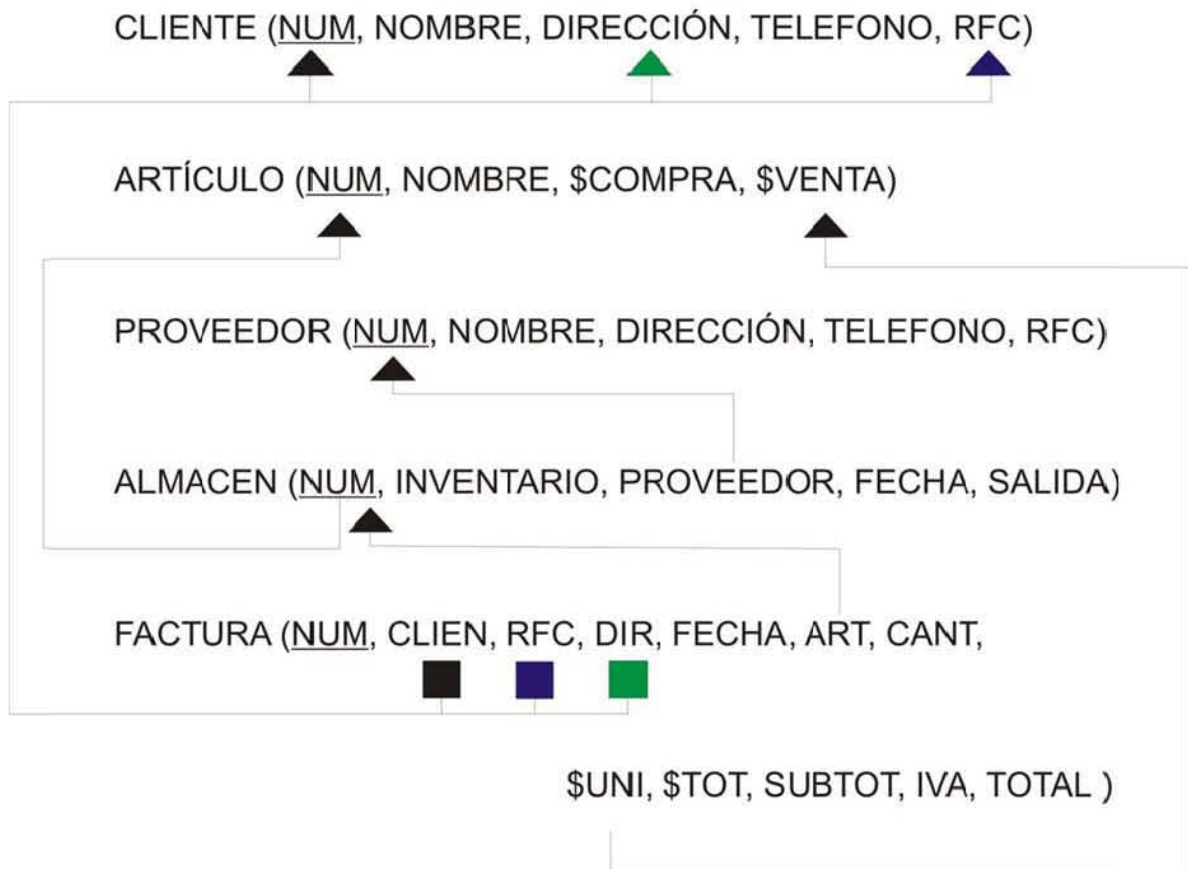 CLIENTE (NUM, NOMBRE, DIRECCIÓN, TELEFONO, RFC)
ARTÍCULO (NUM, NOMBRE, $COMPRA, $VENTA)
PROVEEDOR (NUM, NOMBRE, DIRECCIÓN, TELEFONO, RFC)
ALMACEN (NUM, INVENTARIO, PROVEEDOR, FECHA, SALIDA)
FACTURA (NUM, CLIEN, RFC, DIR, FECHA, ART, CANT,
$UNI, $TOT, SUBTOT, IVA, TOTAL )